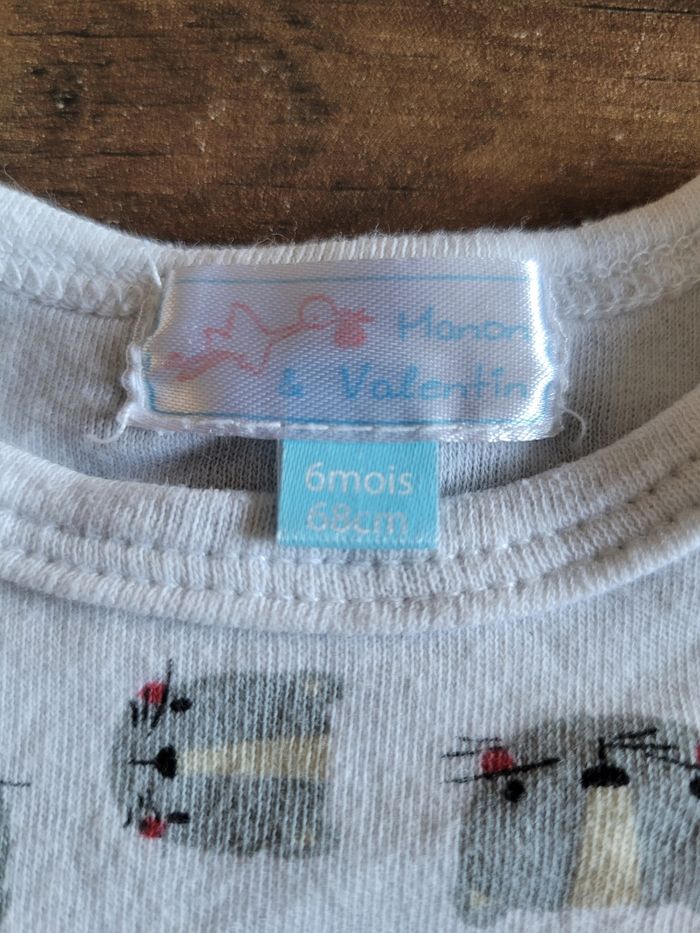 Manon
& Valentin
6mois
68cm